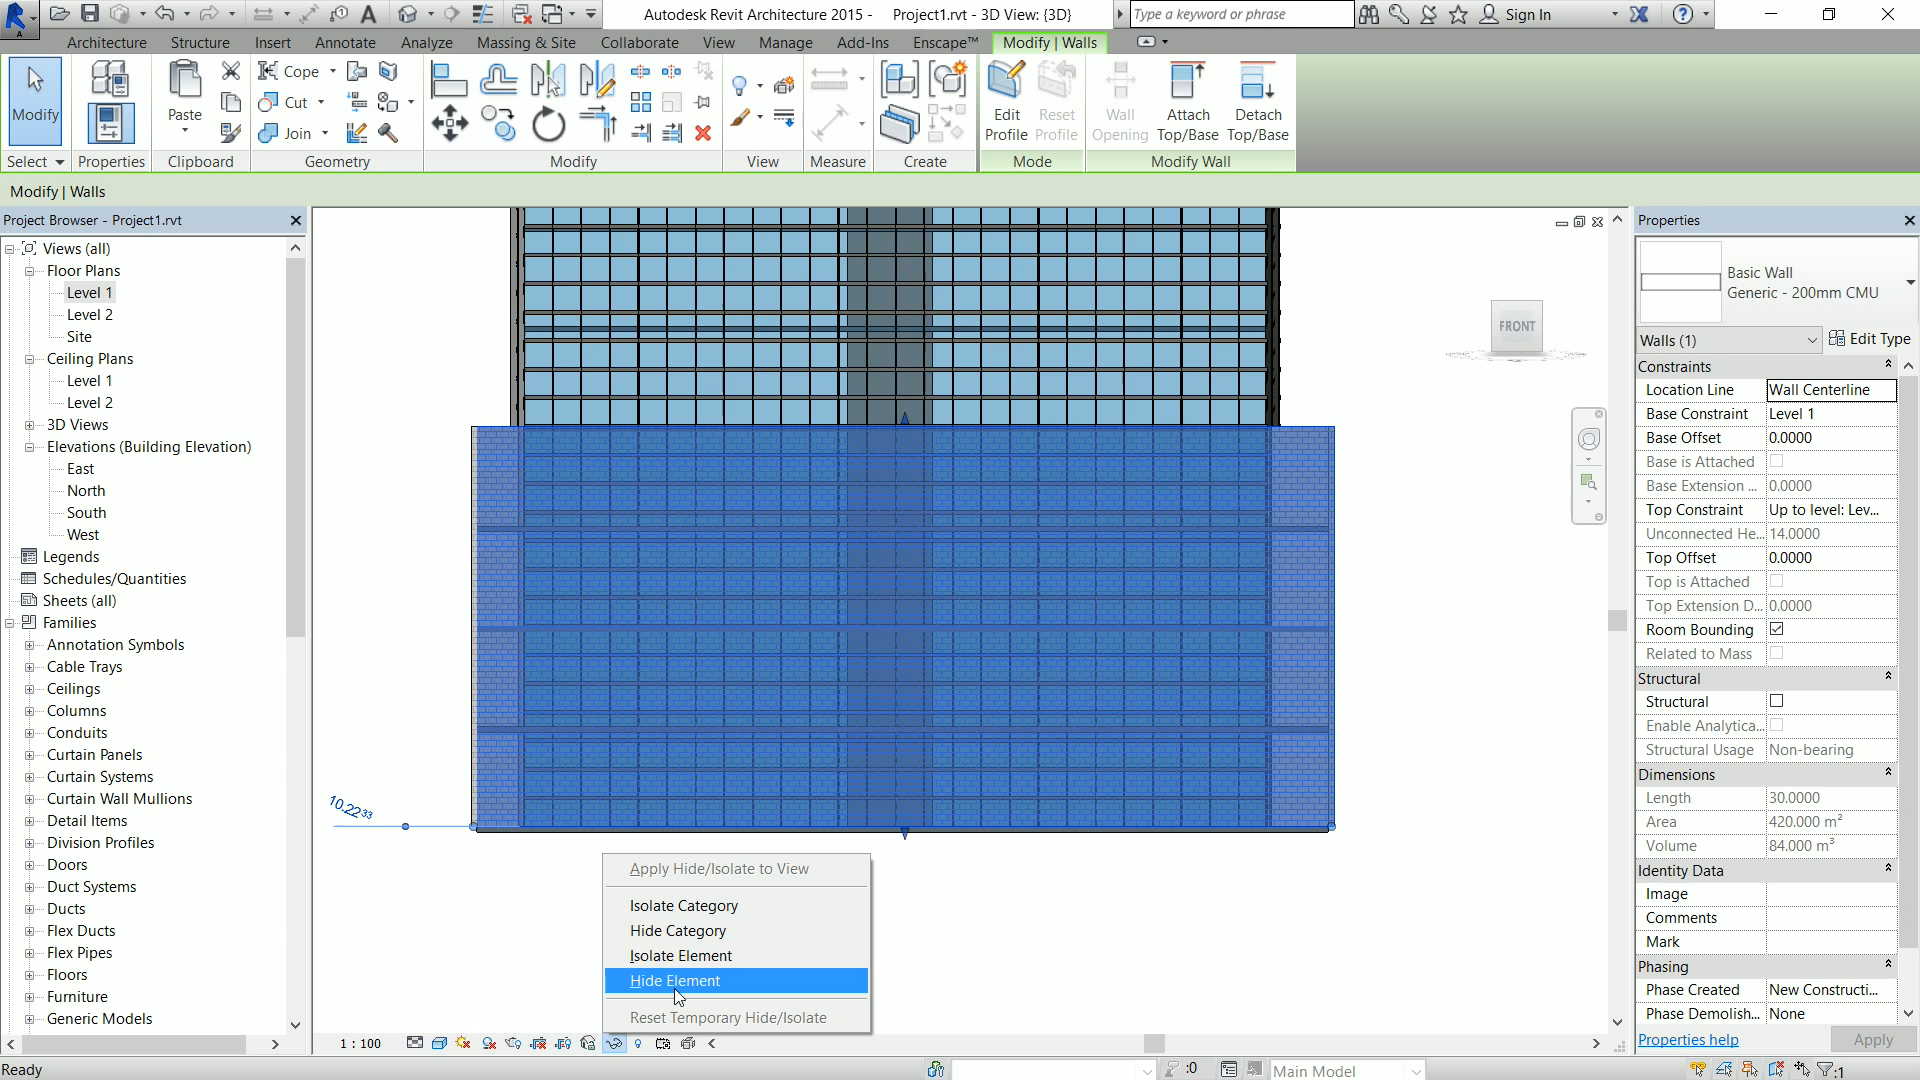 Autodesk Revit Architecture 2015 - Project1.rvt - 3D View: {3D}
Type a keyword or phrase
Sign In
Architecture Structure Insert Annotate Analyze Massing & Site Collaborate View Manage Add-Ins Enscape™ Modify | Walls
Modify
Paste
Cope
Cut
Join
Edit Profile
Reset Profile
Wall Opening
Attach Top/Base
Detach Top/Base
Select Properties Clipboard Geometry Modify View Measure Create Mode Modify Wall
Modify | Walls
Project Browser - Project1.rvt
Views (all)
Floor Plans
Level 1
Level 2
Site
Ceiling Plans
Level 1
Level 2
3D Views
Elevations (Building Elevation)
East
North
South
West
Legends
Schedules/Quantities
Sheets (all)
Families
Annotation Symbols
Cable Trays
Ceilings
Columns
Conduits
Curtain Panels
Curtain Systems
Curtain Wall Mullions
Detail Items
Division Profiles
Doors
Duct Systems
Ducts
Flex Ducts
Flex Pipes
Floors
Furniture
Generic Models
FRONT
10.2233
Apply Hide/Isolate to View
Isolate Category
Hide Category
Isolate Element
Hide Element
Reset Temporary Hide/Isolate
1 : 100
Properties
Basic Wall
Generic - 200mm CMU
Walls (1) Edit Type
Constraints
Location Line Wall Centerline
Base Constraint Level 1
Base Offset 0.0000
Base is Attached
Base Extension ... 0.0000
Top Constraint Up to level: Lev...
Unconnected He... 14.0000
Top Offset 0.0000
Top is Attached
Top Extension D... 0.0000
Room Bounding
Related to Mass
Structural
Structural
Enable Analytica...
Structural Usage Non-bearing
Dimensions
Length 30.0000
Area 420.000 m²
Volume 84.000 m³
Identity Data
Image
Comments
Mark
Phasing
Phase Created New Constructi...
Phase Demolish... None
Properties help Apply
Ready
:0
Main Model
:1